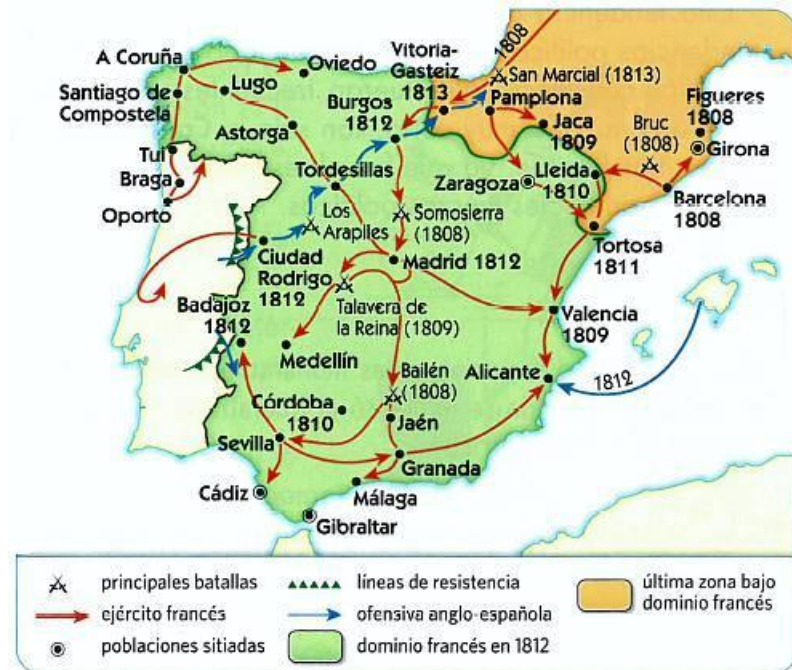 1808
A Coruña
Oviedo
Vitoria-
Gasteiz
1813
San Marcial (1813)
Lugo
Santiago de
Compostela
Burgos
1812
Pamplona
Figueres
1808
Astorga
Jaca
1809
Bruc
(1808)
Girona
Tui
Tordesillas
Lleida
1810
Braga
Zaragoza
Oporto
Los
Arapiles
Somosierra
(1808)
Barcelona
1808
Tortosa
1811
Ciudad
Rodrigo
1812
Madrid 1812
Badajoz
1812
Talavera de
la Reina (1809)
Valencia
1809
Medellín
Bailén
(1808)
Alicante
1812
Córdoba
1810
Jaén
Sevilla
Granada
Cádiz
Málaga
Gibraltar
principales batallas
líneas de resistencia
última zona bajo
dominio francés
ejército francés
ofensiva anglo-española
poblaciones sitiadas
dominio francés en 1812